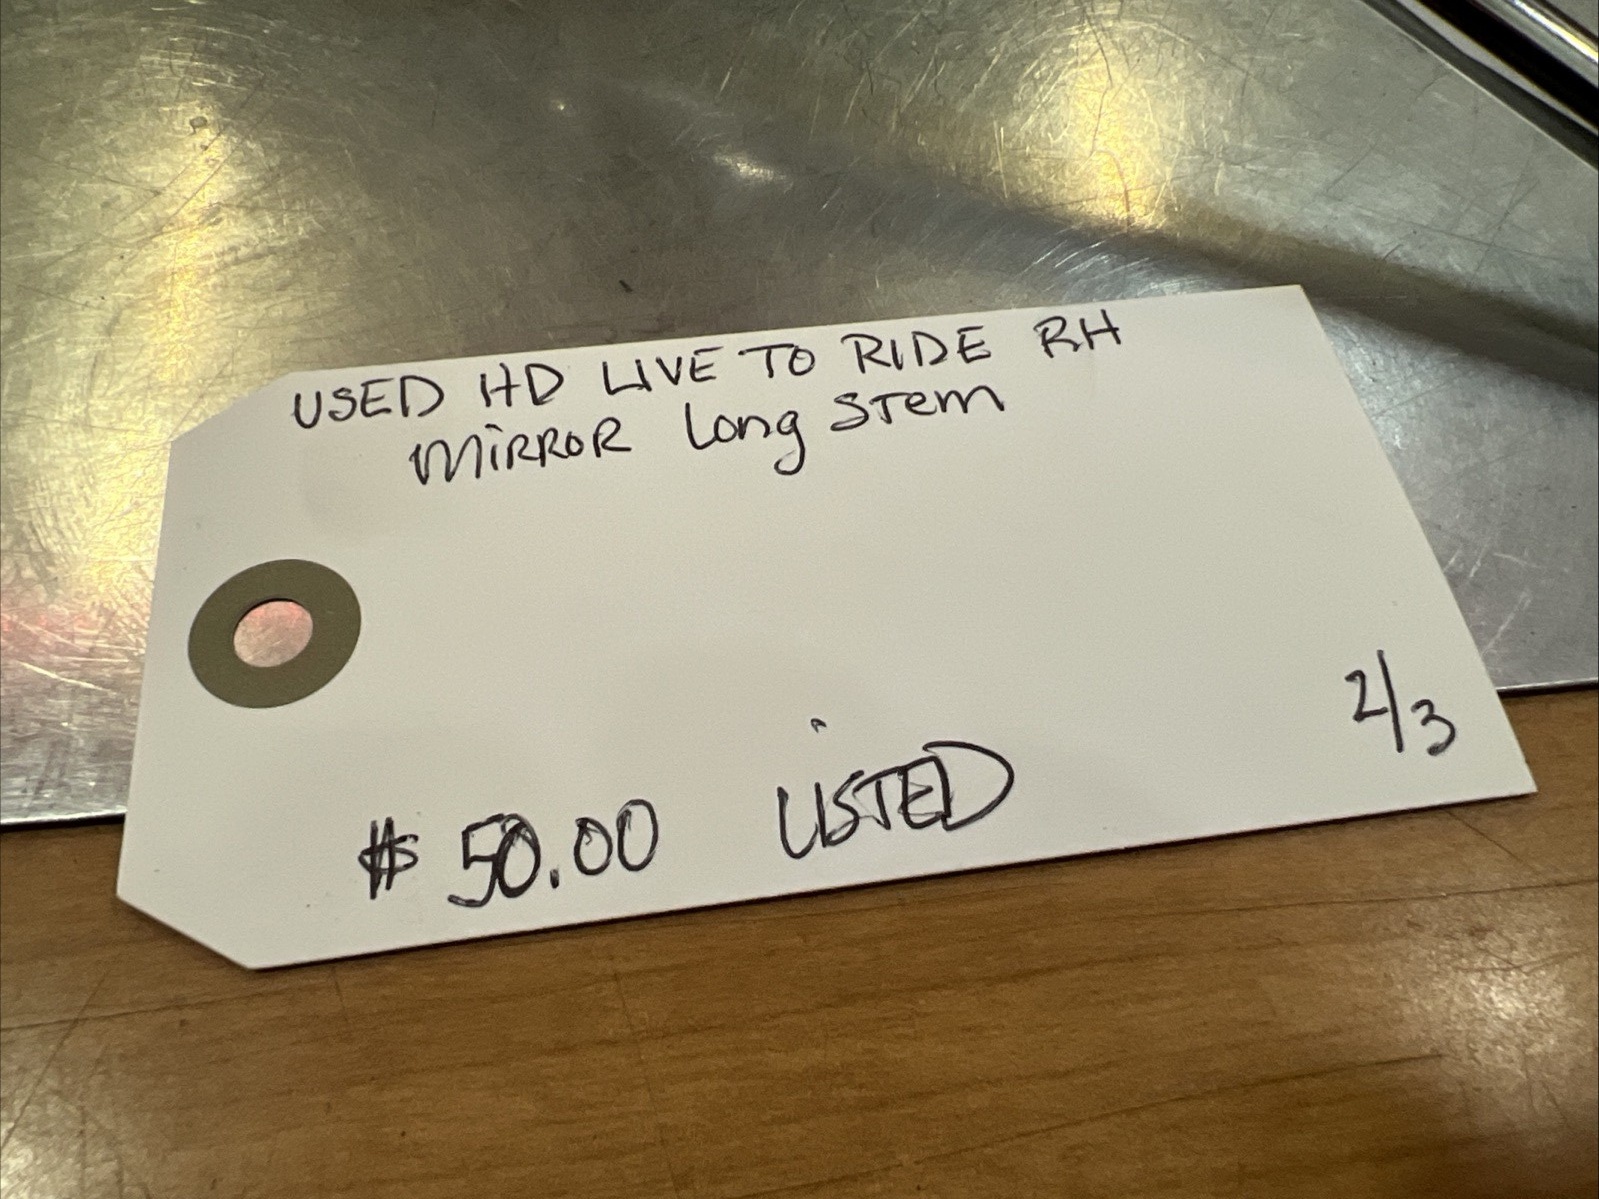 USED HD LIVE TO RIDE RH
MIRROR Long STEM
2/3
$ 50.00 LISTED